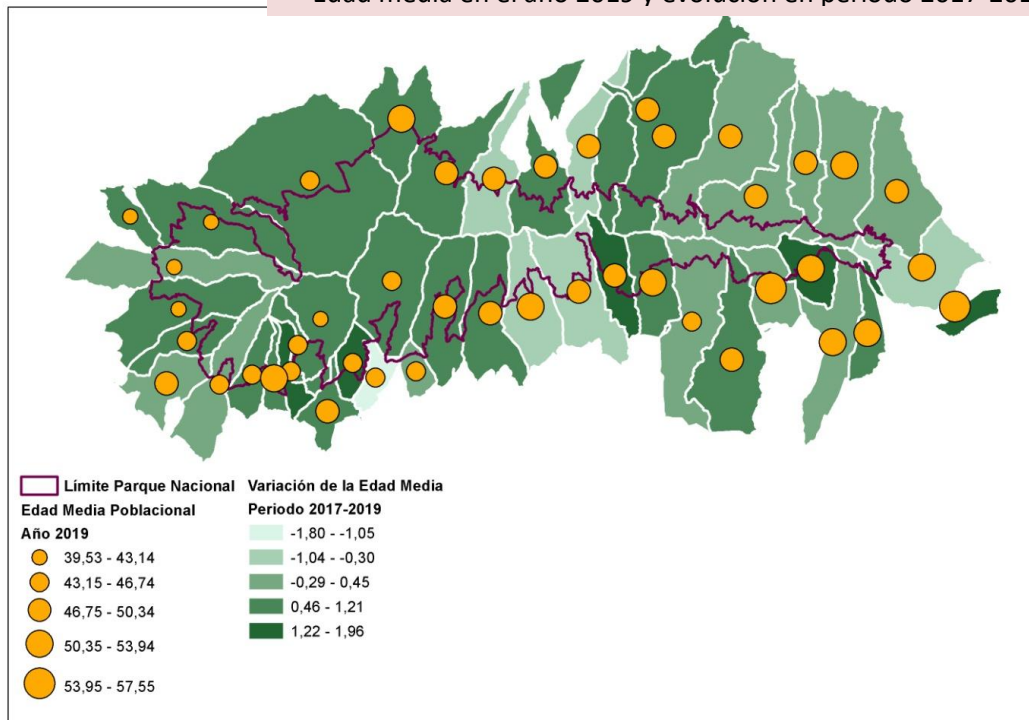 Edad media en el año 2019 y evolución en periodo 2017-201
Límite Parque Nacional
Edad Media Poblacional
Año 2019
39,53 - 43,14
43,15 - 46,74
46,75 - 50,34
50,35 - 53,94
53,95 - 57,55
Variación de la Edad Media
Periodo 2017-2019
-1,80 - -1,05
-1,04 - -0,30
-0,29 - 0,45
0,46 - 1,21
1,22 - 1,96